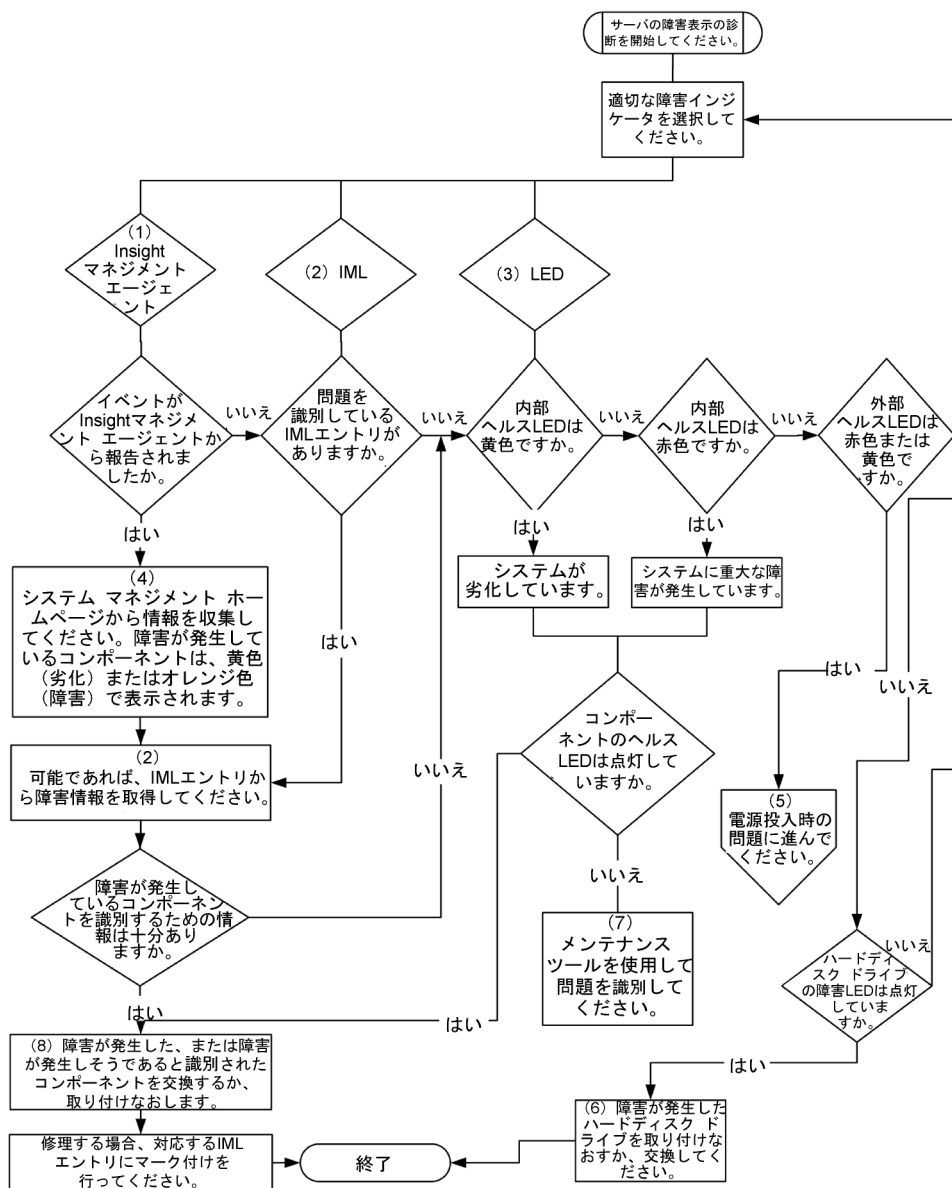 サーバの障害表示の診
断を開始してください。
適切な障害インジ
ケータを選択して
ください。
(1)
Insight
マネジメント
エージェ
ント
(2) IML
(3) LED
イベントが
Insightマネジメ
ント エージェントか
ら報告されま
したか。
いいえ
問題を
識別している
IMLエントリが
ありますか。
いいえ
内部
ヘルスLEDは
黄色ですか。
いいえ
内部
ヘルスLEDは
赤色ですか。
いいえ
外部
ヘルスLEDは
赤色または
黄色で
すか。
はい
はい
はい
(4)
システム マネジメント ホー
ムページから情報を収集し
てください。障害が発生して
いるコンポーネントは、黄色
(劣化)またはオレンジ色
(障害)で表示されます。
システムが
劣化しています。
システムに重大な障
害が発生しています。
はい
はい
いいえ
コンポー
ネントのヘルス
LEDは点灯して
いますか。
(2)
可能であれば、IMLエントリか
ら障害情報を取得してください。
いいえ
(5)
電源投入時の
問題に進んで
ください。
いいえ
障害が発生し
ているコンポーネン
トを識別するための情
報は十分あり
ますか。
(7)
メンテナンス
ツールを使用して
問題を識別して
ください。
いいえ
ハードディ
スク ドライブ
の障害LEDは点灯
していま
すか。
はい
はい
はい
(8) 障害が発生した、または障害
が発生しそうであると識別された
コンポーネントを交換するか、
取り付けなおします。
(6) 障害が発生した
ハードディスク ド
ライブを取り付けな
おすか、交換してく
ださい。
修理する場合、対応するIML
エントリにマーク付けを
行ってください。
終了